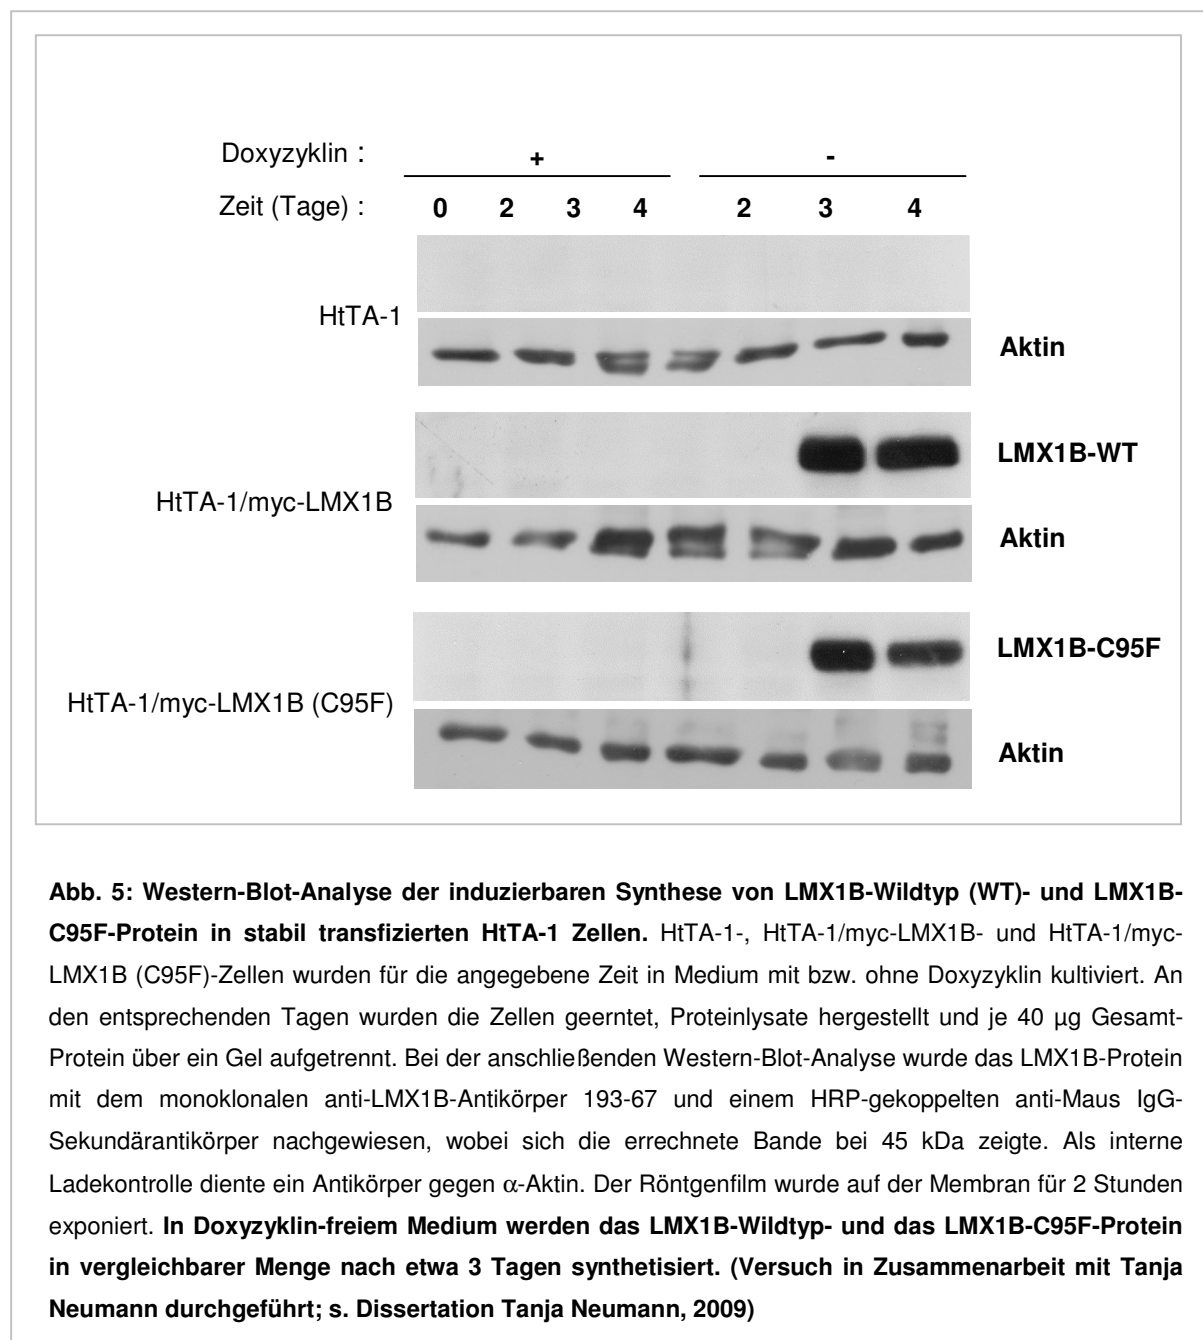 Doxyzyklin : + -
Zeit (Tage) : 0 2 3 4 2 3 4
HtTA-1
Aktin
LMX1B-WT
HtTA-1/myc-LMX1B
Aktin
LMX1B-C95F
HtTA-1/myc-LMX1B (C95F)
Aktin
Abb. 5: Western-Blot-Analyse der induzierbaren Synthese von LMX1B-Wildtyp (WT)- und LMX1B-
C95F-Protein in stabil transfizierten HtTA-1 Zellen. HtTA-1-, HtTA-1/myc-LMX1B- und HtTA-1/myc-
LMX1B (C95F)-Zellen wurden für die angegebene Zeit in Medium mit bzw. ohne Doxyzyklin kultiviert. An
den entsprechenden Tagen wurden die Zellen geerntet, Proteinlysate hergestellt und je 40 µg Gesamt-
Protein über ein Gel aufgetrennt. Bei der anschließenden Western-Blot-Analyse wurde das LMX1B-Protein
mit dem monoklonalen anti-LMX1B-Antikörper 193-67 und einem HRP-gekoppelten anti-Maus IgG-
Sekundärantikörper nachgewiesen, wobei sich die errechnete Bande bei 45 kDa zeigte. Als interne
Ladekontrolle diente ein Antikörper gegen α-Aktin. Der Röntgenfilm wurde auf der Membran für 2 Stunden
exponiert. In Doxyzyklin-freiem Medium werden das LMX1B-Wildtyp- und das LMX1B-C95F-Protein
in vergleichbarer Menge nach etwa 3 Tagen synthetisiert. (Versuch in Zusammenarbeit mit Tanja
Neumann durchgeführt; s. Dissertation Tanja Neumann, 2009)